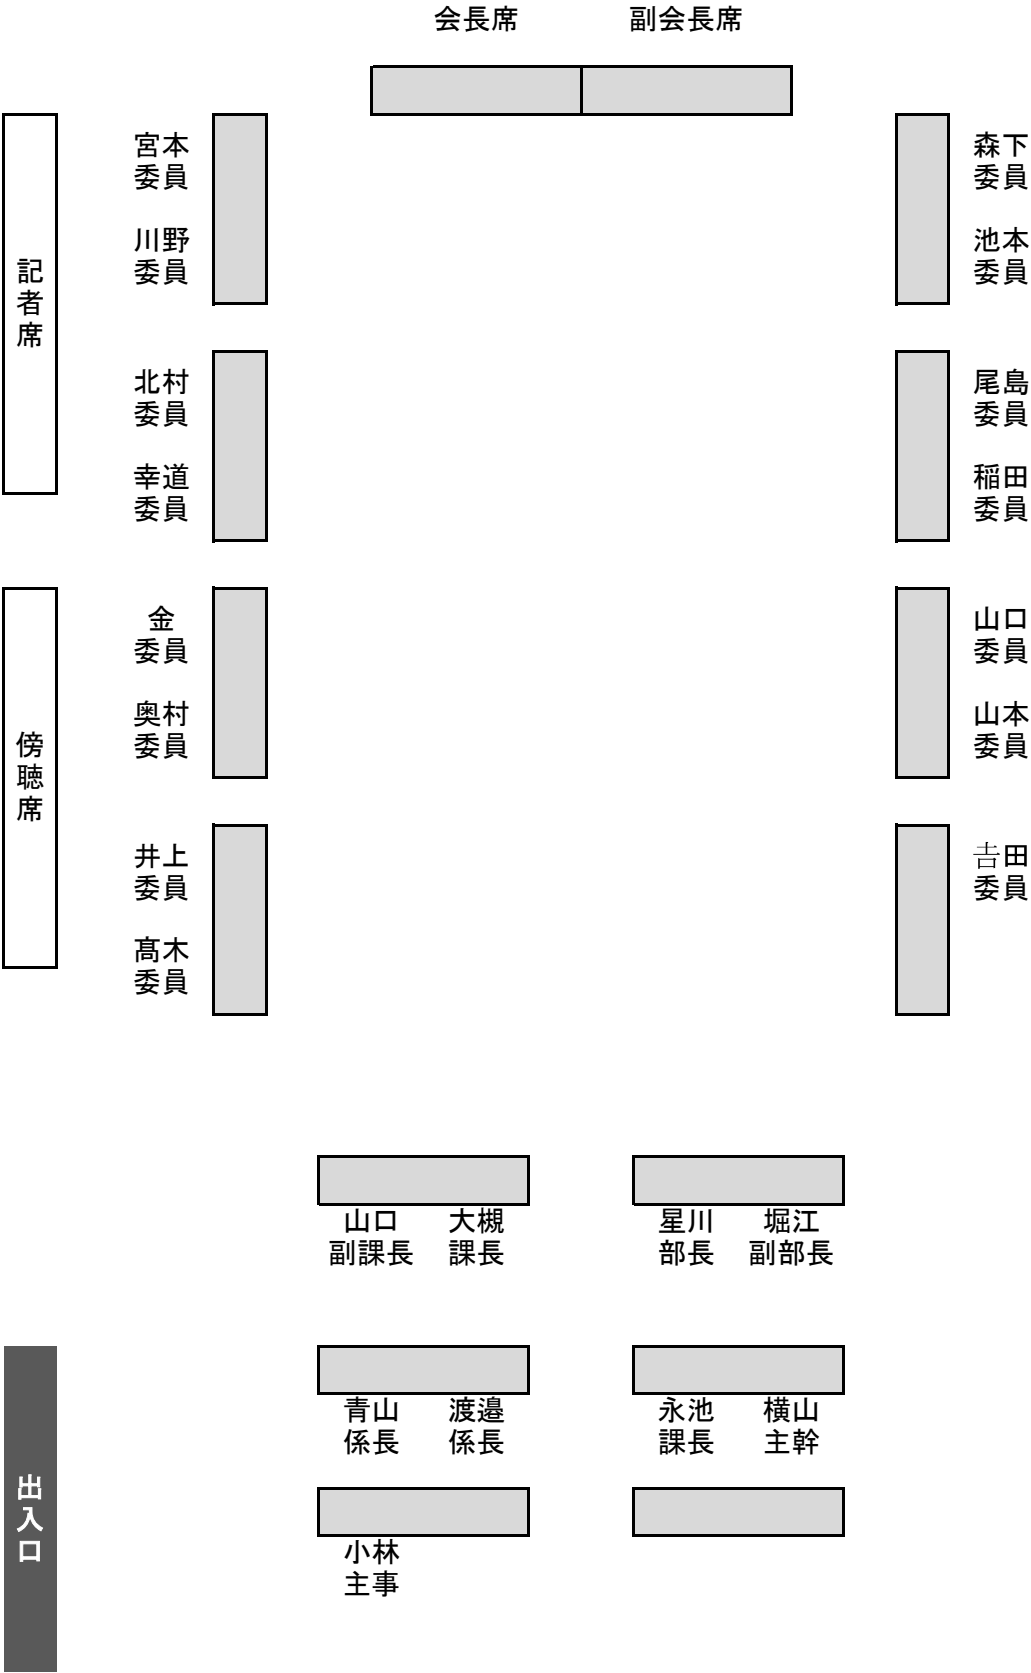 会長席 副会長席
記者席
宮本
委員
川野
委員
北村
委員
幸道
委員
傍聴席
金
委員
奥村
委員
井上
委員
髙木
委員
森下
委員
池本
委員
尾島
委員
稲田
委員
山口
委員
山本
委員
𠮷田
委員
山口 大槻 星川 堀江
副課長 課長 部長 副部長
青山 渡邉 永池 横山
係長 係長 課長 主幹
小林
主事
出入口